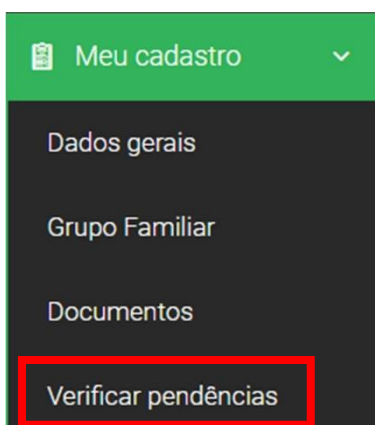 Meu cadastro
Dados gerais
Grupo Familiar
Documentos
Verificar pendências